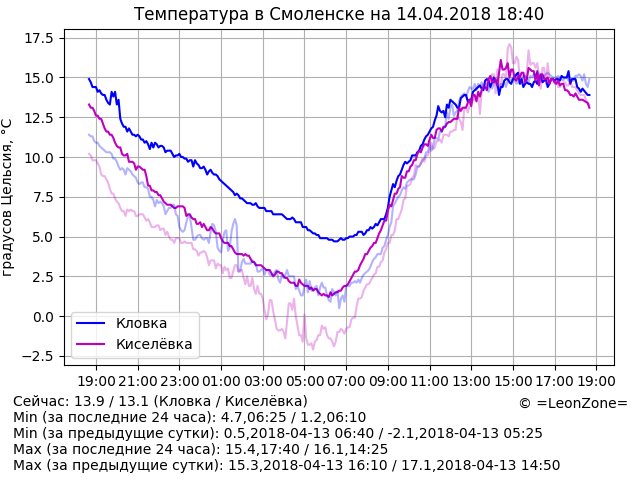 Температура в Смоленске на 14.04.2018 18:40
градусов Цельсия, °C
17.5
15.0
12.5
10.0
7.5
5.0
2.5
0.0
−2.5
Кловка
Киселёвка
19:00 21:00 23:00 01:00 03:00 05:00 07:00 09:00 11:00 13:00 15:00 17:00 19:00
Сейчас: 13.9 / 13.1 (Кловка / Киселёвка)
© =LeonZone=
Min (за последние 24 часа): 4.7,06:25 / 1.2,06:10
Min (за предыдущие сутки): 0.5,2018-04-13 06:40 / -2.1,2018-04-13 05:25
Max (за последние 24 часа): 15.4,17:40 / 16.1,14:25
Max (за предыдущие сутки): 15.3,2018-04-13 16:10 / 17.1,2018-04-13 14:50